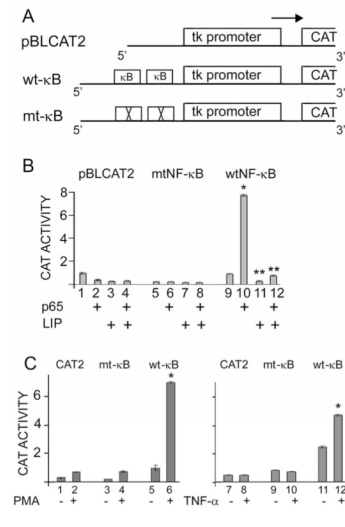 A
pBLCAT2
tk promoter
CAT
5'
3'
wt-κB
κB
κB
tk promoter
CAT
5'
3'
mt-κB
tk promoter
CAT
5'
3'
B
pBLCAT2 mtNF-κB wtNF-κB
CAT ACTIVITY
8
6
4
2
*
** **
1 2 3 4 5 6 7 8 9 10 11 12
p65 + + + + + +
LIP + + + + + +
C
CAT2 mt-κB wt-κB
CAT ACTIVITY
6
4
2
*
1 2 3 4 5 6
PMA - + - + - +
CAT2 mt-κB wt-κB
*
7 8 9 10 11 12
TNF-α - + - + - +